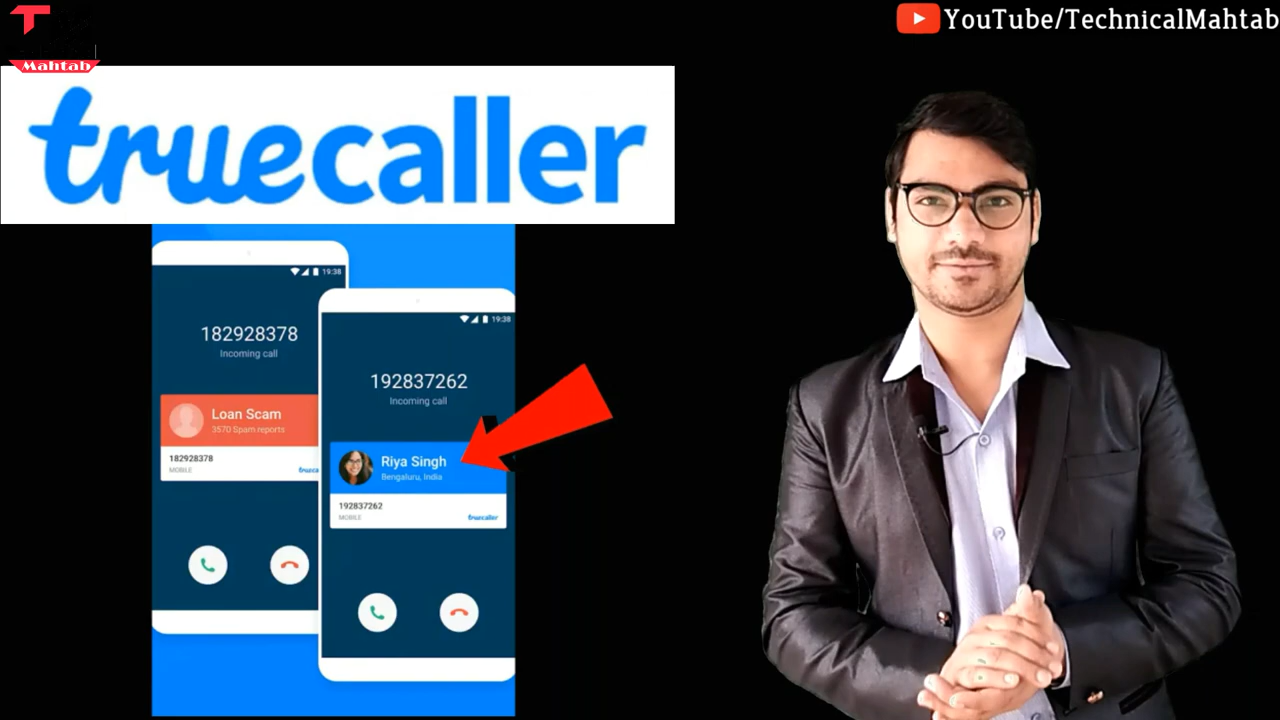 T
Mahtab
YouTube/TechnicalMahtab
truecaller
19:38
182928378
Incoming call
Loan Scam
3570 Spam reports
182928378
MOBILE
trueca
19:38
192837262
Incoming call
Riya Singh
Bengaluru, India
192837262
MOBILE
truecaller